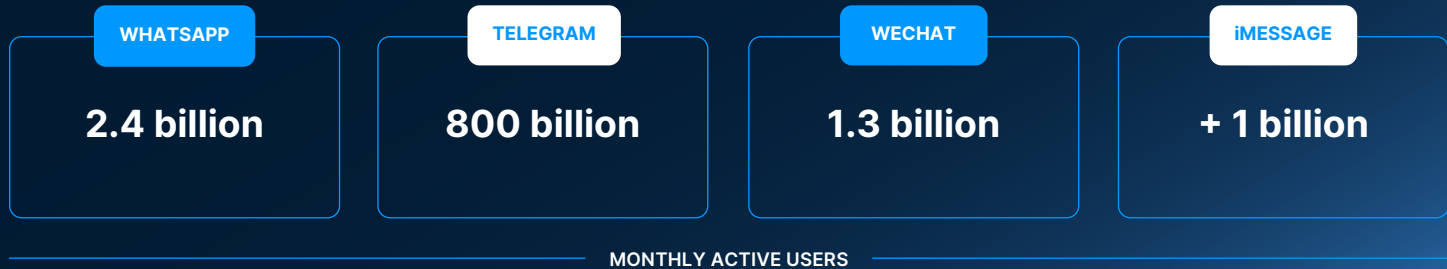 WHATSAPP
TELEGRAM
WECHAT
iMESSAGE
2.4 billion
800 billion
1.3 billion
+ 1 billion
MONTHLY ACTIVE USERS